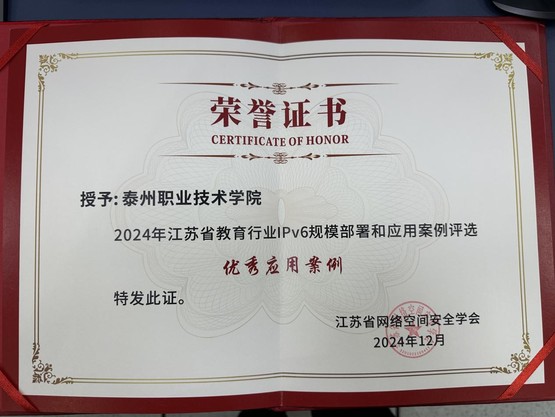 荣誉证书
CERTIFICATE OF HONOR
授予: 泰州职业技术学院
2024年江苏省教育行业IPv6规模部署和应用案例评选
优秀应用案例
特发此证。
江苏省网络空间安全学会
2024年12月